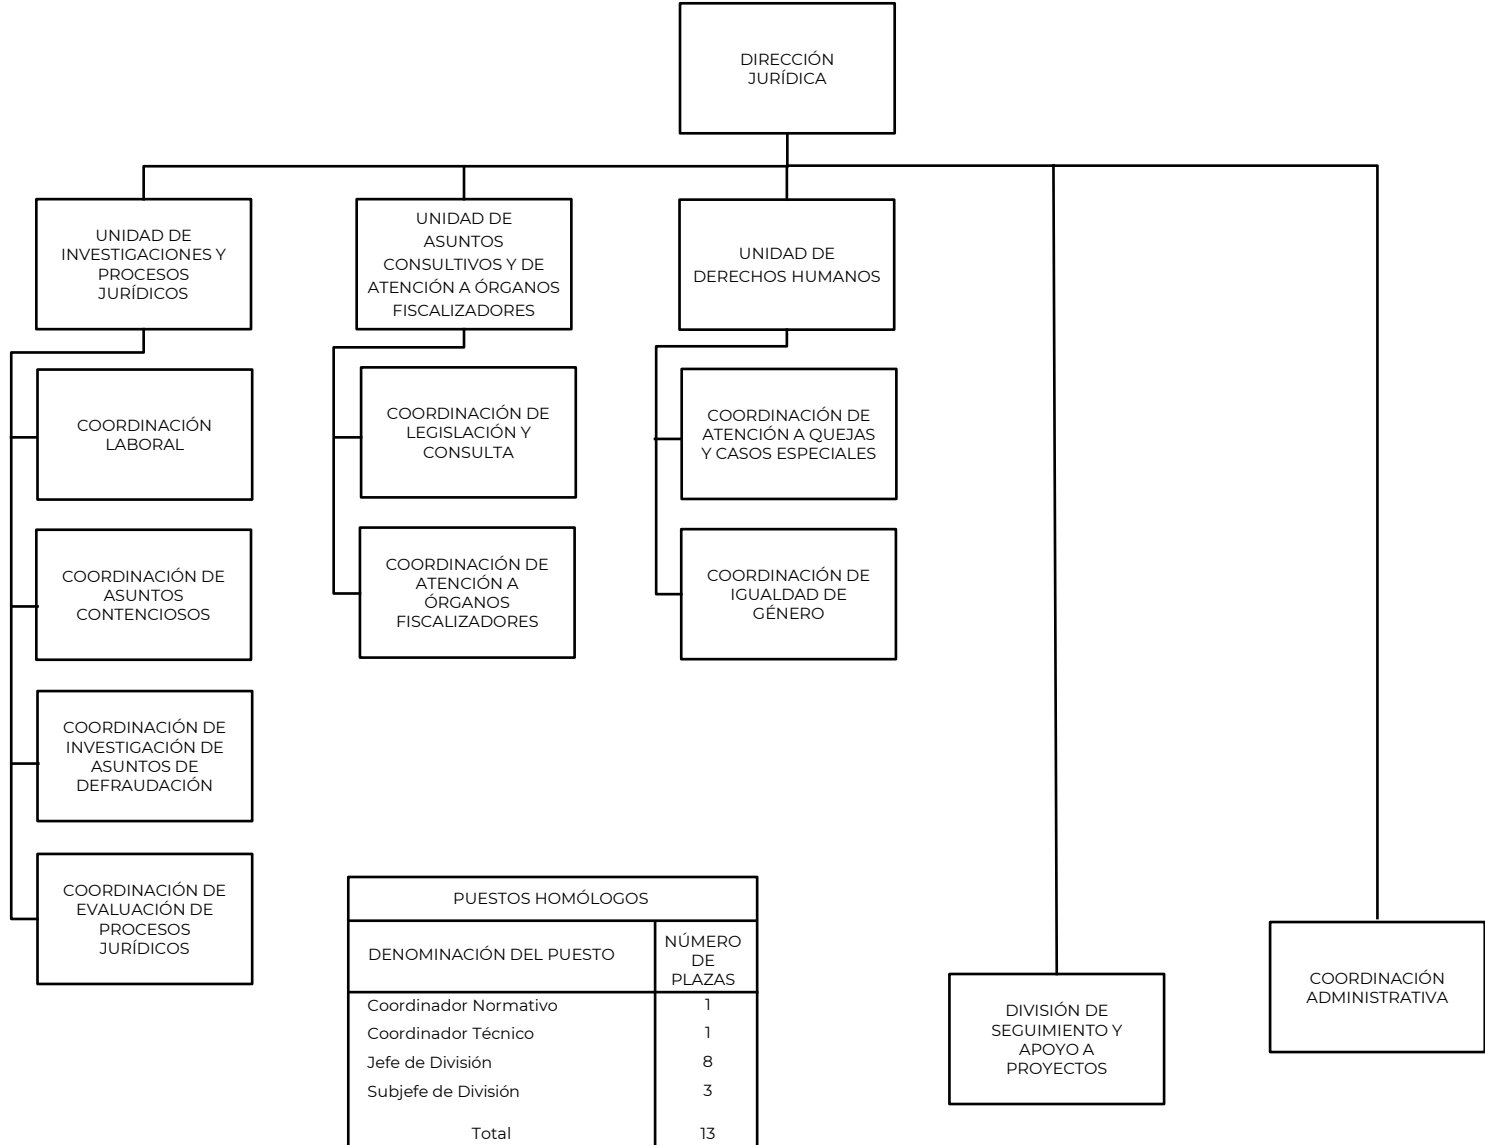 DIRECCIÓN
JURÍDICA
UNIDAD DE
INVESTIGACIONES Y
PROCESOS
JURÍDICOS
UNIDAD DE
ASUNTOS
CONSULTIVOS Y DE
ATENCIÓN A ÓRGANOS
FISCALIZADORES
UNIDAD DE
DERECHOS HUMANOS
COORDINACIÓN
LABORAL
COORDINACIÓN DE
LEGISLACIÓN Y
CONSULTA
COORDINACIÓN DE
ATENCIÓN A QUEJAS
Y CASOS ESPECIALES
COORDINACIÓN DE
ASUNTOS
CONTENCIOSOS
COORDINACIÓN DE
ATENCIÓN A
ÓRGANOS
FISCALIZADORES
COORDINACIÓN DE
IGUALDAD DE
GÉNERO
COORDINACIÓN DE
INVESTIGACIÓN DE
ASUNTOS DE
DEFRAUDACIÓN
COORDINACIÓN DE
EVALUACIÓN DE
PROCESOS
JURÍDICOS
PUESTOS HOMÓLOGOS
DENOMINACIÓN DEL PUESTO
NÚMERO
DE
PLAZAS
Coordinador Normativo 1
Coordinador Técnico 1
Jefe de División 8
Subjefe de División 3
Total 13
DIVISIÓN DE
SEGUIMIENTO Y
APOYO A
PROYECTOS
COORDINACIÓN
ADMINISTRATIVA